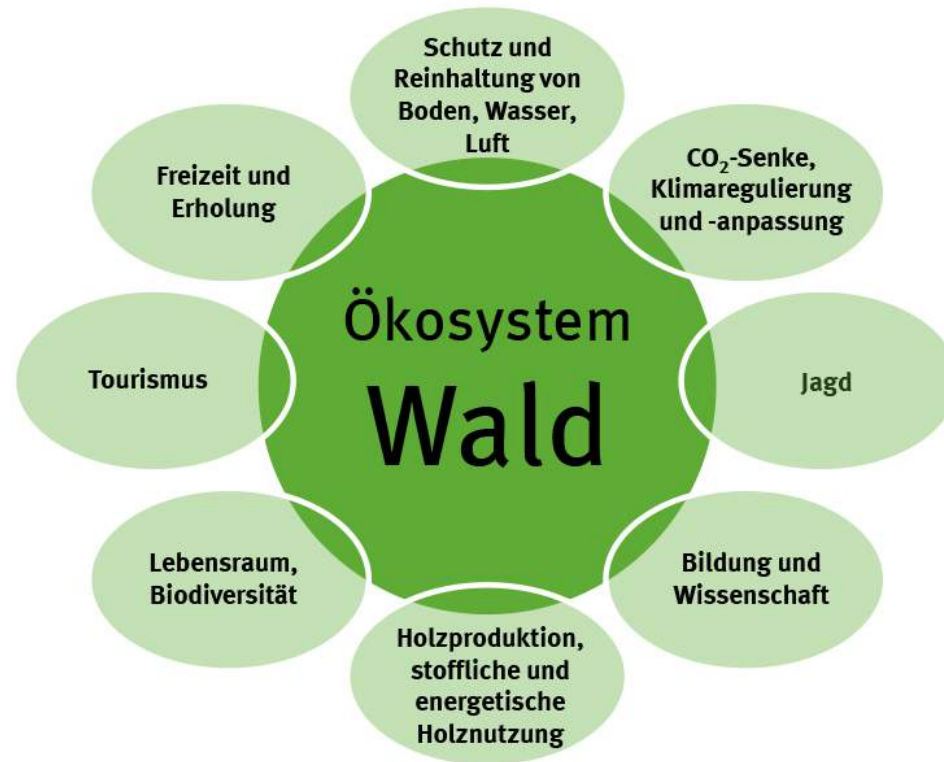 Schutz und
Reinhaltung von
Boden, Wasser,
Luft
CO₂-Senke,
Klimaregulierung
und -anpassung
Jagd
Bildung und
Wissenschaft
Holzproduktion,
stoffliche und
energetische
Holznutzung
Lebensraum,
Biodiversität
Tourismus
Freizeit und
Erholung
Ökosystem
Wald